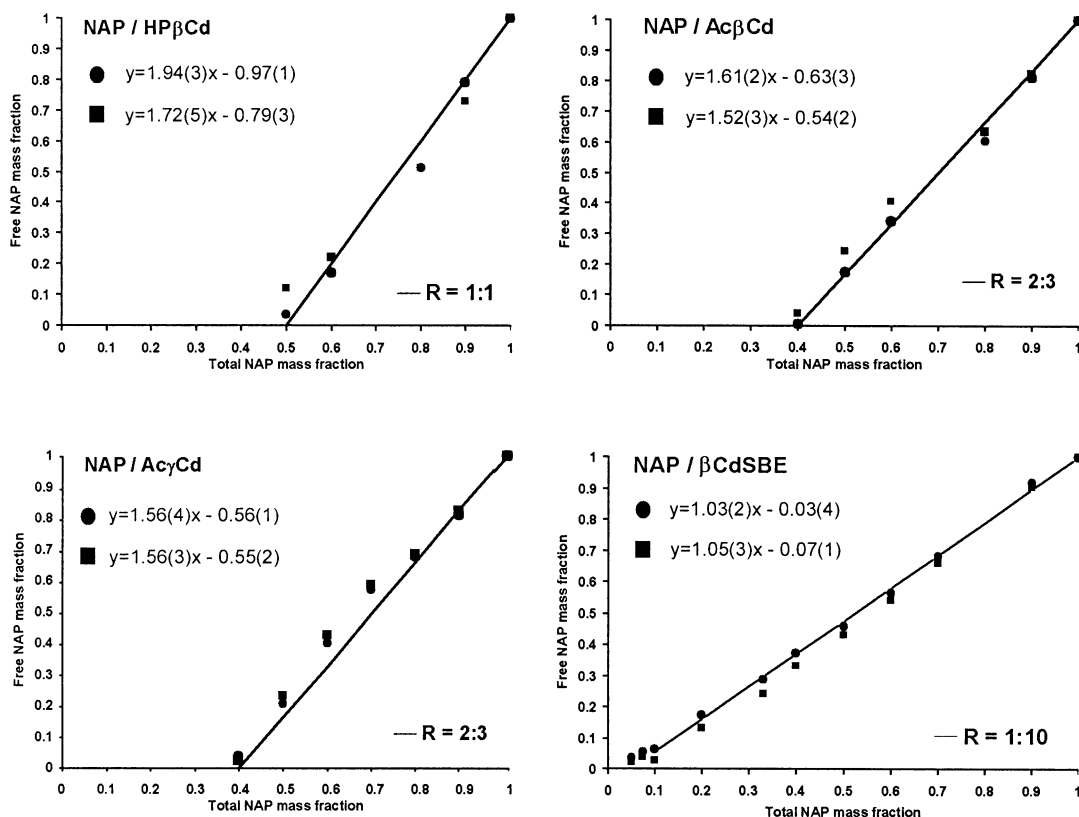 NAP / HPβCd
y=1.94(3)x - 0.97(1)
y=1.72(5)x - 0.79(3)
R = 1:1
Free NAP mass fraction
1
0.9
0.8
0.7
0.6
0.5
0.4
0.3
0.2
0.1
0
0 0.1 0.2 0.3 0.4 0.5 0.6 0.7 0.8 0.9 1
Total NAP mass fraction
NAP / AcβCd
y=1.61(2)x - 0.63(3)
y=1.52(3)x - 0.54(2)
R = 2:3
Free NAP mass fraction
1
0.9
0.8
0.7
0.6
0.5
0.4
0.3
0.2
0.1
0
0 0.1 0.2 0.3 0.4 0.5 0.6 0.7 0.8 0.9 1
Total NAP mass fraction
NAP / AcγCd
y=1.56(4)x - 0.56(1)
y=1.56(3)x - 0.55(2)
R = 2:3
Free NAP mass fraction
1
0.9
0.8
0.7
0.6
0.5
0.4
0.3
0.2
0.1
0
0 0.1 0.2 0.3 0.4 0.5 0.6 0.7 0.8 0.9 1
Total NAP mass fraction
NAP / βCdSBE
y=1.03(2)x - 0.03(4)
y=1.05(3)x - 0.07(1)
R = 1:10
Free NAP mass fraction
1
0.9
0.8
0.7
0.6
0.5
0.4
0.3
0.2
0.1
0
0 0.1 0.2 0.3 0.4 0.5 0.6 0.7 0.8 0.9 1
Total NAP mass fraction